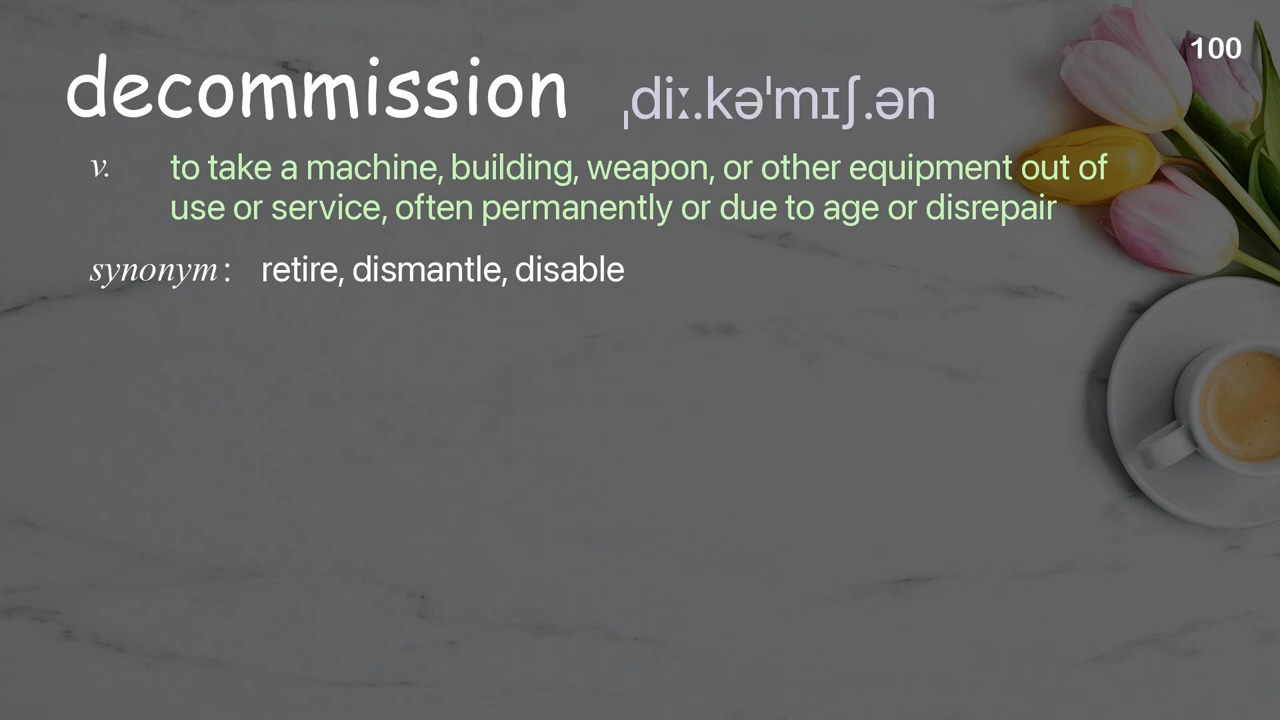 100
decommission ˌdiː.kəˈmɪʃ.ən
v. to take a machine, building, weapon, or other equipment out of
use or service, often permanently or due to age or disrepair
synonym : retire, dismantle, disable